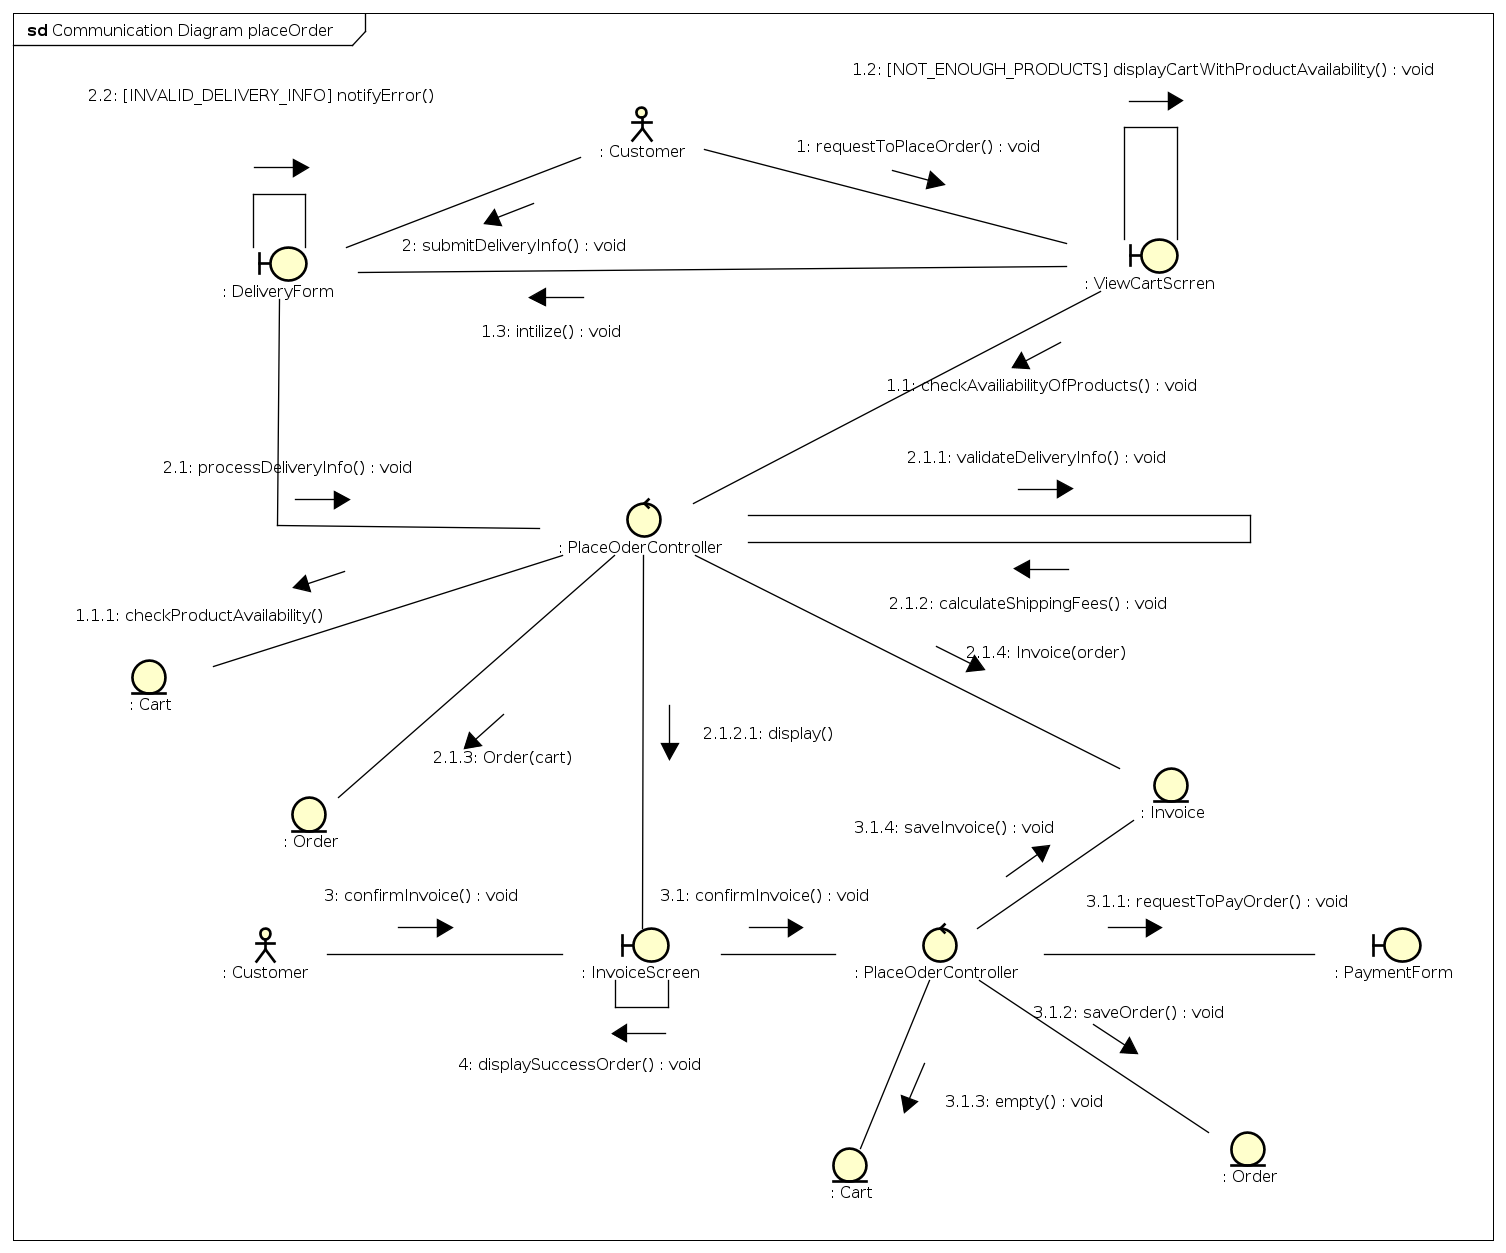 sd Communication Diagram placeOrder
1.2: [NOT_ENOUGH_PRODUCTS] displayCartWithProductAvailability() : void
2.2: [INVALID_DELIVERY_INFO] notifyError()
: Customer
1: requestToPlaceOrder() : void
2: submitDeliveryInfo() : void
: DeliveryForm
: ViewCartScrren
1.3: intilize() : void
1.1: checkAvailiabilityOfProducts() : void
2.1: processDeliveryInfo() : void
2.1.1: validateDeliveryInfo() : void
: PlaceOderController
1.1.1: checkProductAvailability()
2.1.2: calculateShippingFees() : void
2.1.4: Invoice(order)
: Cart
2.1.3: Order(cart)
2.1.2.1: display()
: Order
: Invoice
3.1.4: saveInvoice() : void
3: confirmInvoice() : void
3.1: confirmInvoice() : void
3.1.1: requestToPayOrder() : void
: Customer
: InvoiceScreen
: PlaceOderController
: PaymentForm
3.1.2: saveOrder() : void
4: displaySuccessOrder() : void
3.1.3: empty() : void
: Order
: Cart